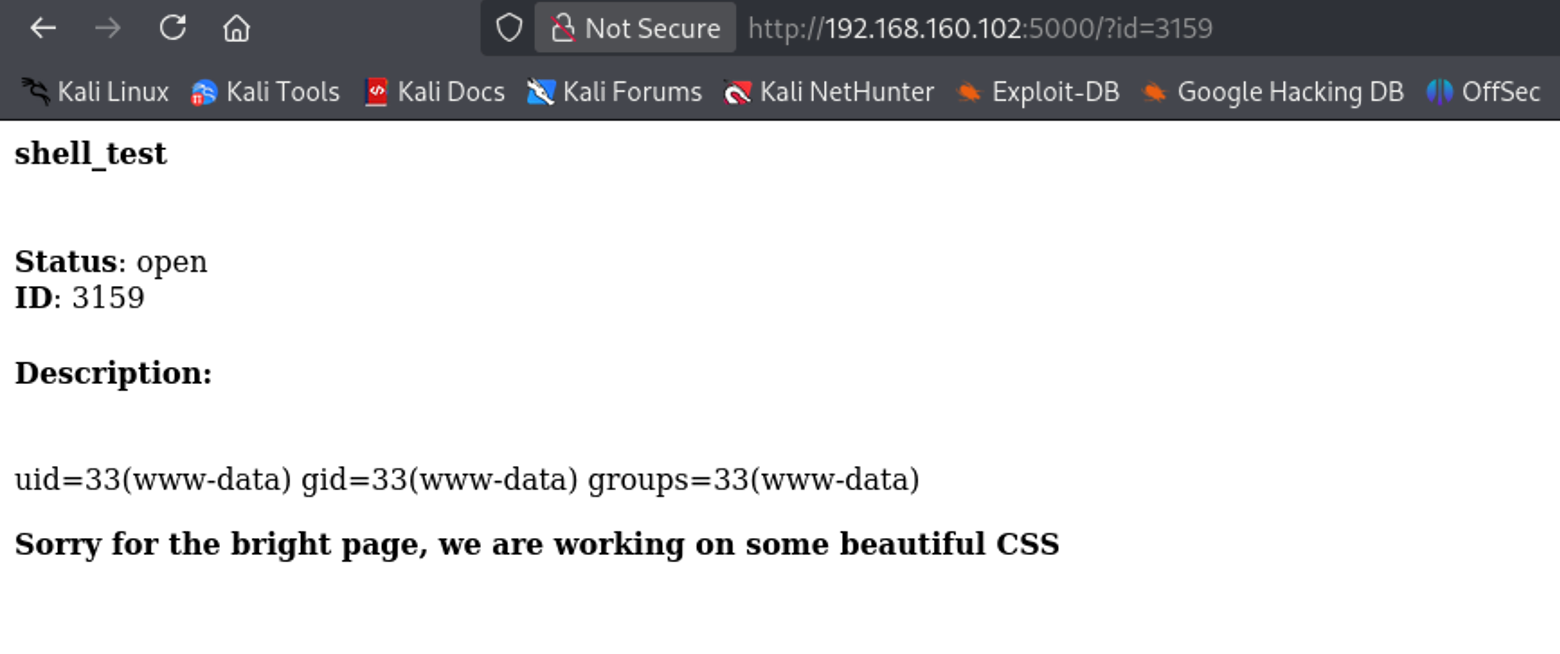 Not Secure http://192.168.160.102:5000/?id=3159
Kali Linux Kali Tools Kali Docs Kali Forums Kali NetHunter Exploit-DB Google Hacking DB OffSec
shell_test
Status: open
ID: 3159
Description:
uid=33(www-data) gid=33(www-data) groups=33(www-data)
Sorry for the bright page, we are working on some beautiful CSS